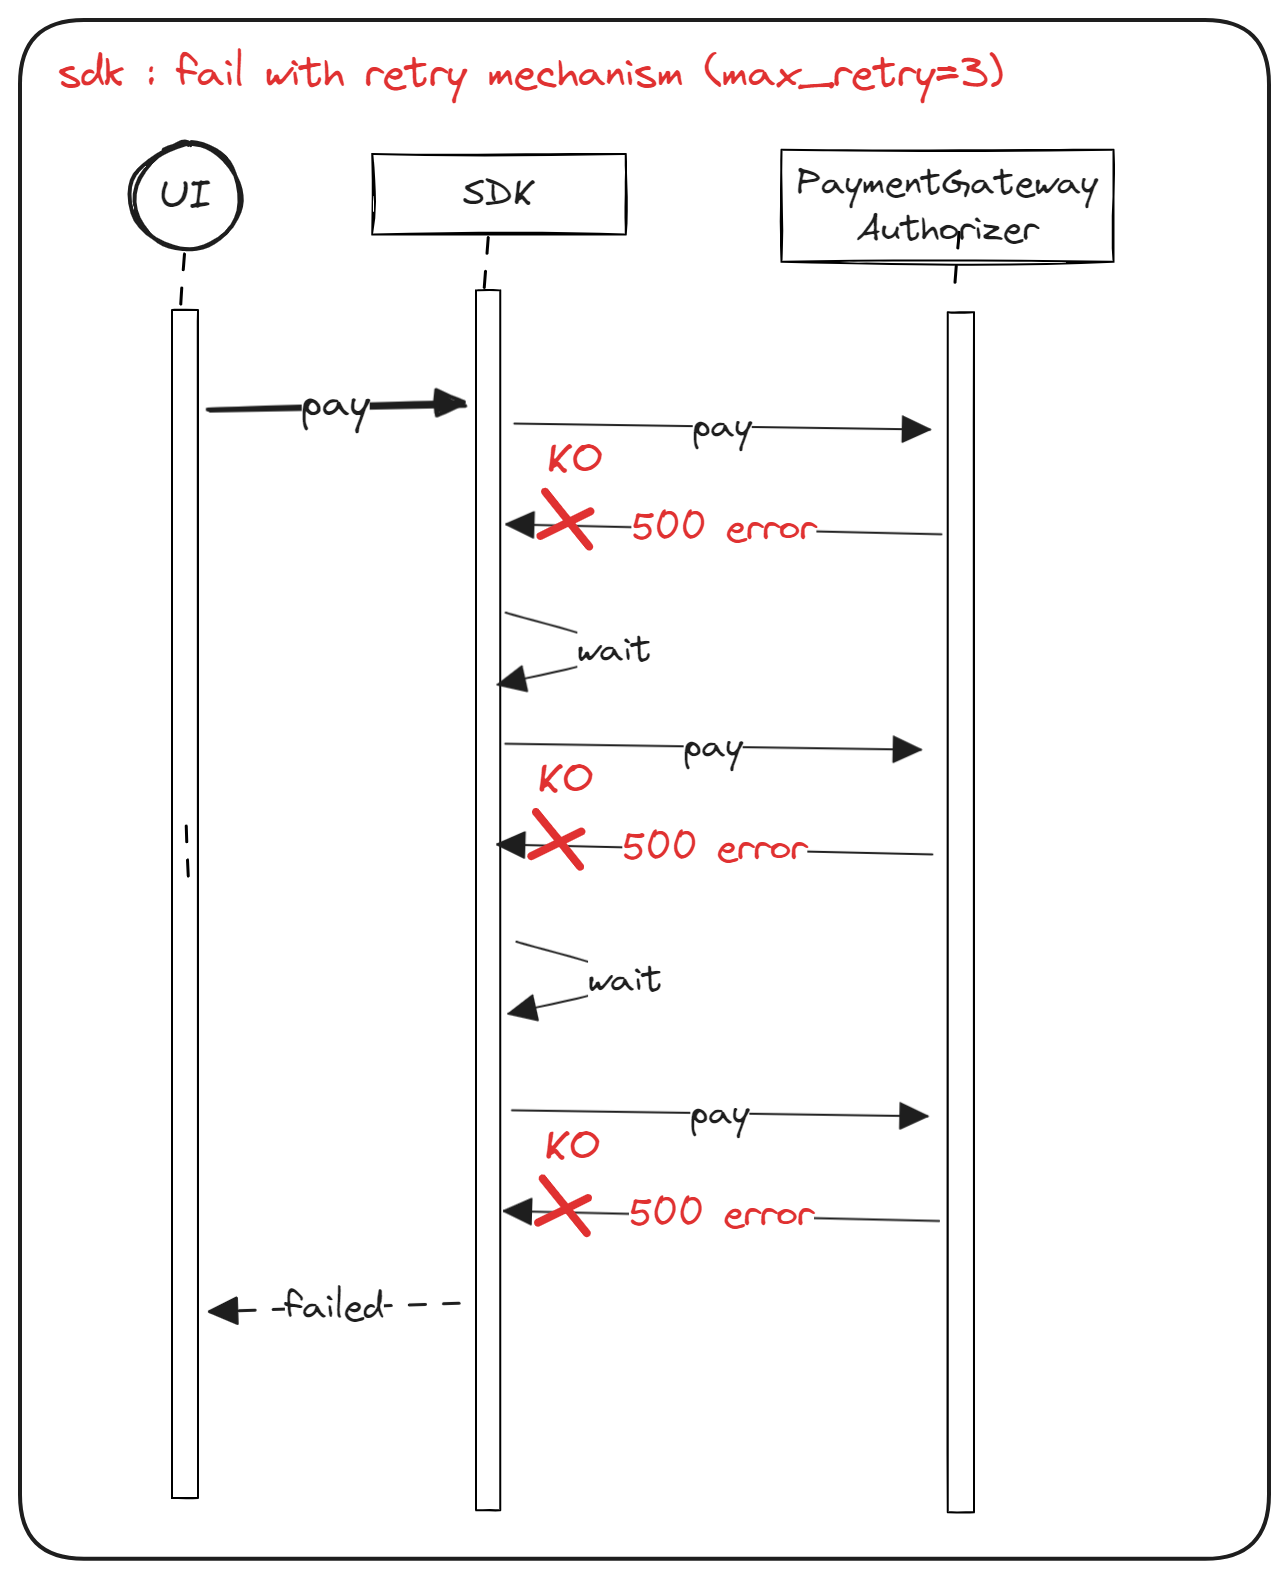 sdk : fail with retry mechanism (max_retry=3)
UI
SDK
PaymentGateway
Authorizer
pay
pay
KO
500 error
wait
pay
KO
500 error
wait
pay
KO
500 error
failed